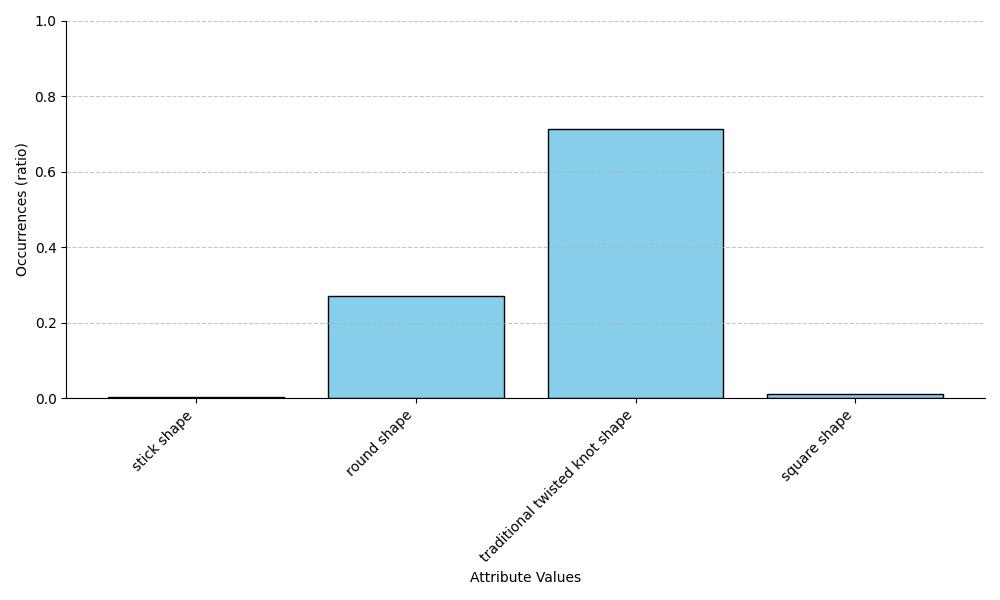 1.0
0.8
0.6
0.4
0.2
0.0
Occurrences (ratio)
stick shape
round shape
traditional twisted knot shape
square shape
Attribute Values